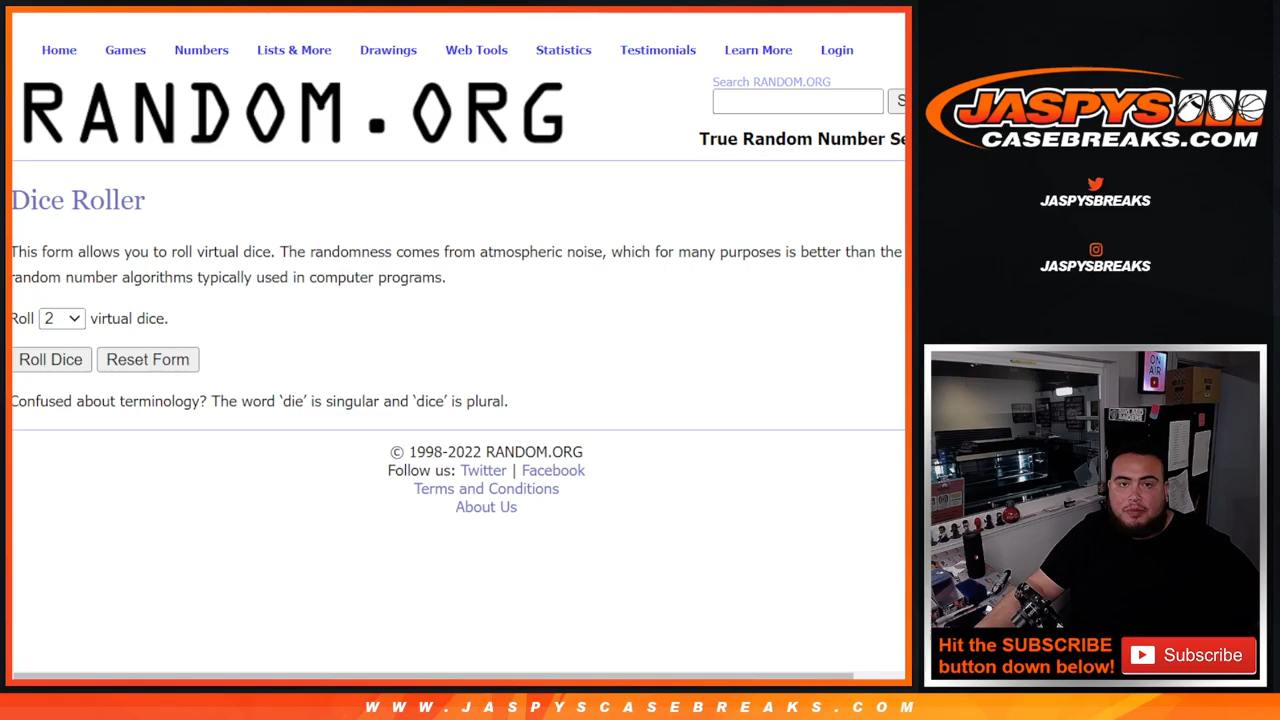 Home Games Numbers Lists & More Drawings Web Tools Statistics Testimonials Learn More Login
RANDOM.ORG
Search RANDOM.ORG
S
True Random Number Se
Dice Roller
This form allows you to roll virtual dice. The randomness comes from atmospheric noise, which for many purposes is better than the
random number algorithms typically used in computer programs.
Roll 2 virtual dice.
Roll Dice Reset Form
Confused about terminology? The word ‘die’ is singular and ‘dice’ is plural.
© 1998-2022 RANDOM.ORG
Follow us: Twitter | Facebook
Terms and Conditions
About Us
JASPYS
CASEBREAKS.COM
JASPYSBREAKS
JASPYSBREAKS
ON
AIR
Hit the SUBSCRIBE
button down below!
Subscribe
WWW.JASPYSCASEBREAKS.COM